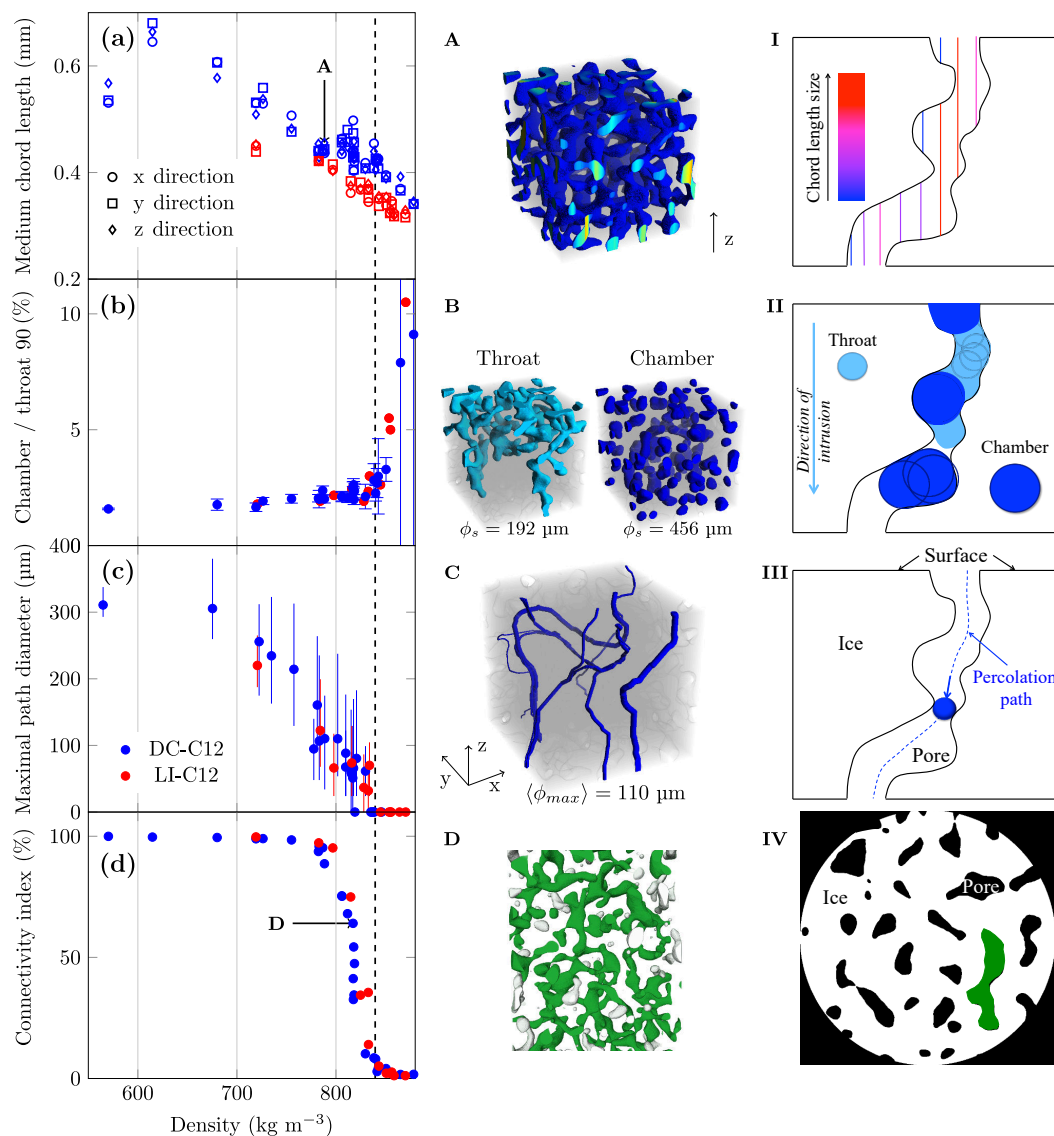 (a)
Medium chord length (mm)
0.6
0.4
0.2
A
x direction
y direction
z direction
(b)
Chamber / throat 90 (%)
10
5
(c)
Maximal path diameter (µm)
400
300
200
100
0
DC-C12
LI-C12
(d)
Connectivity index (%)
100
50
0
D
600
700
800
Density (kg m⁻³)
A
z
B
Throat
Chamber
ϕs = 192 µm
ϕs = 456 µm
C
z
y
x
⟨ϕmax⟩ = 110 µm
D
I
Chord length size
II
Throat
Direction of
intrusion
Chamber
III
Surface
Ice
Percolation
path
Pore
IV
Ice
Pore